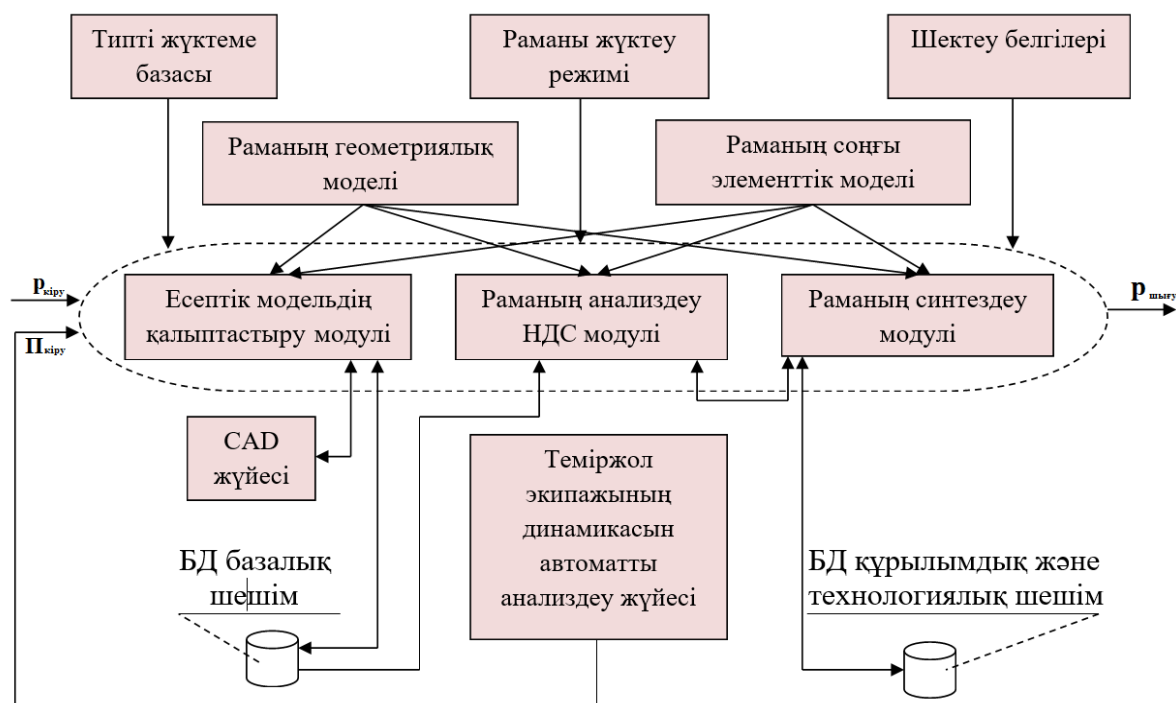 Типті жүктеме
базасы
Раманы жүктеу
режимі
Шектеу белгілері
Раманың геометриялық
моделі
Раманың соңғы
элементтік моделі
Pкіру
Пкіру
Есептік модельдің
қалыптастыру модулі
Раманың анализдеу
НДС модулі
Раманың синтездеу
модулі
P шығу
CAD
жүйесі
Теміржол
экипажының
динамикасын
автоматты
анализдеу жүйесі
БД базалық
шешім
БД құрылымдық және
технологиялық шешім